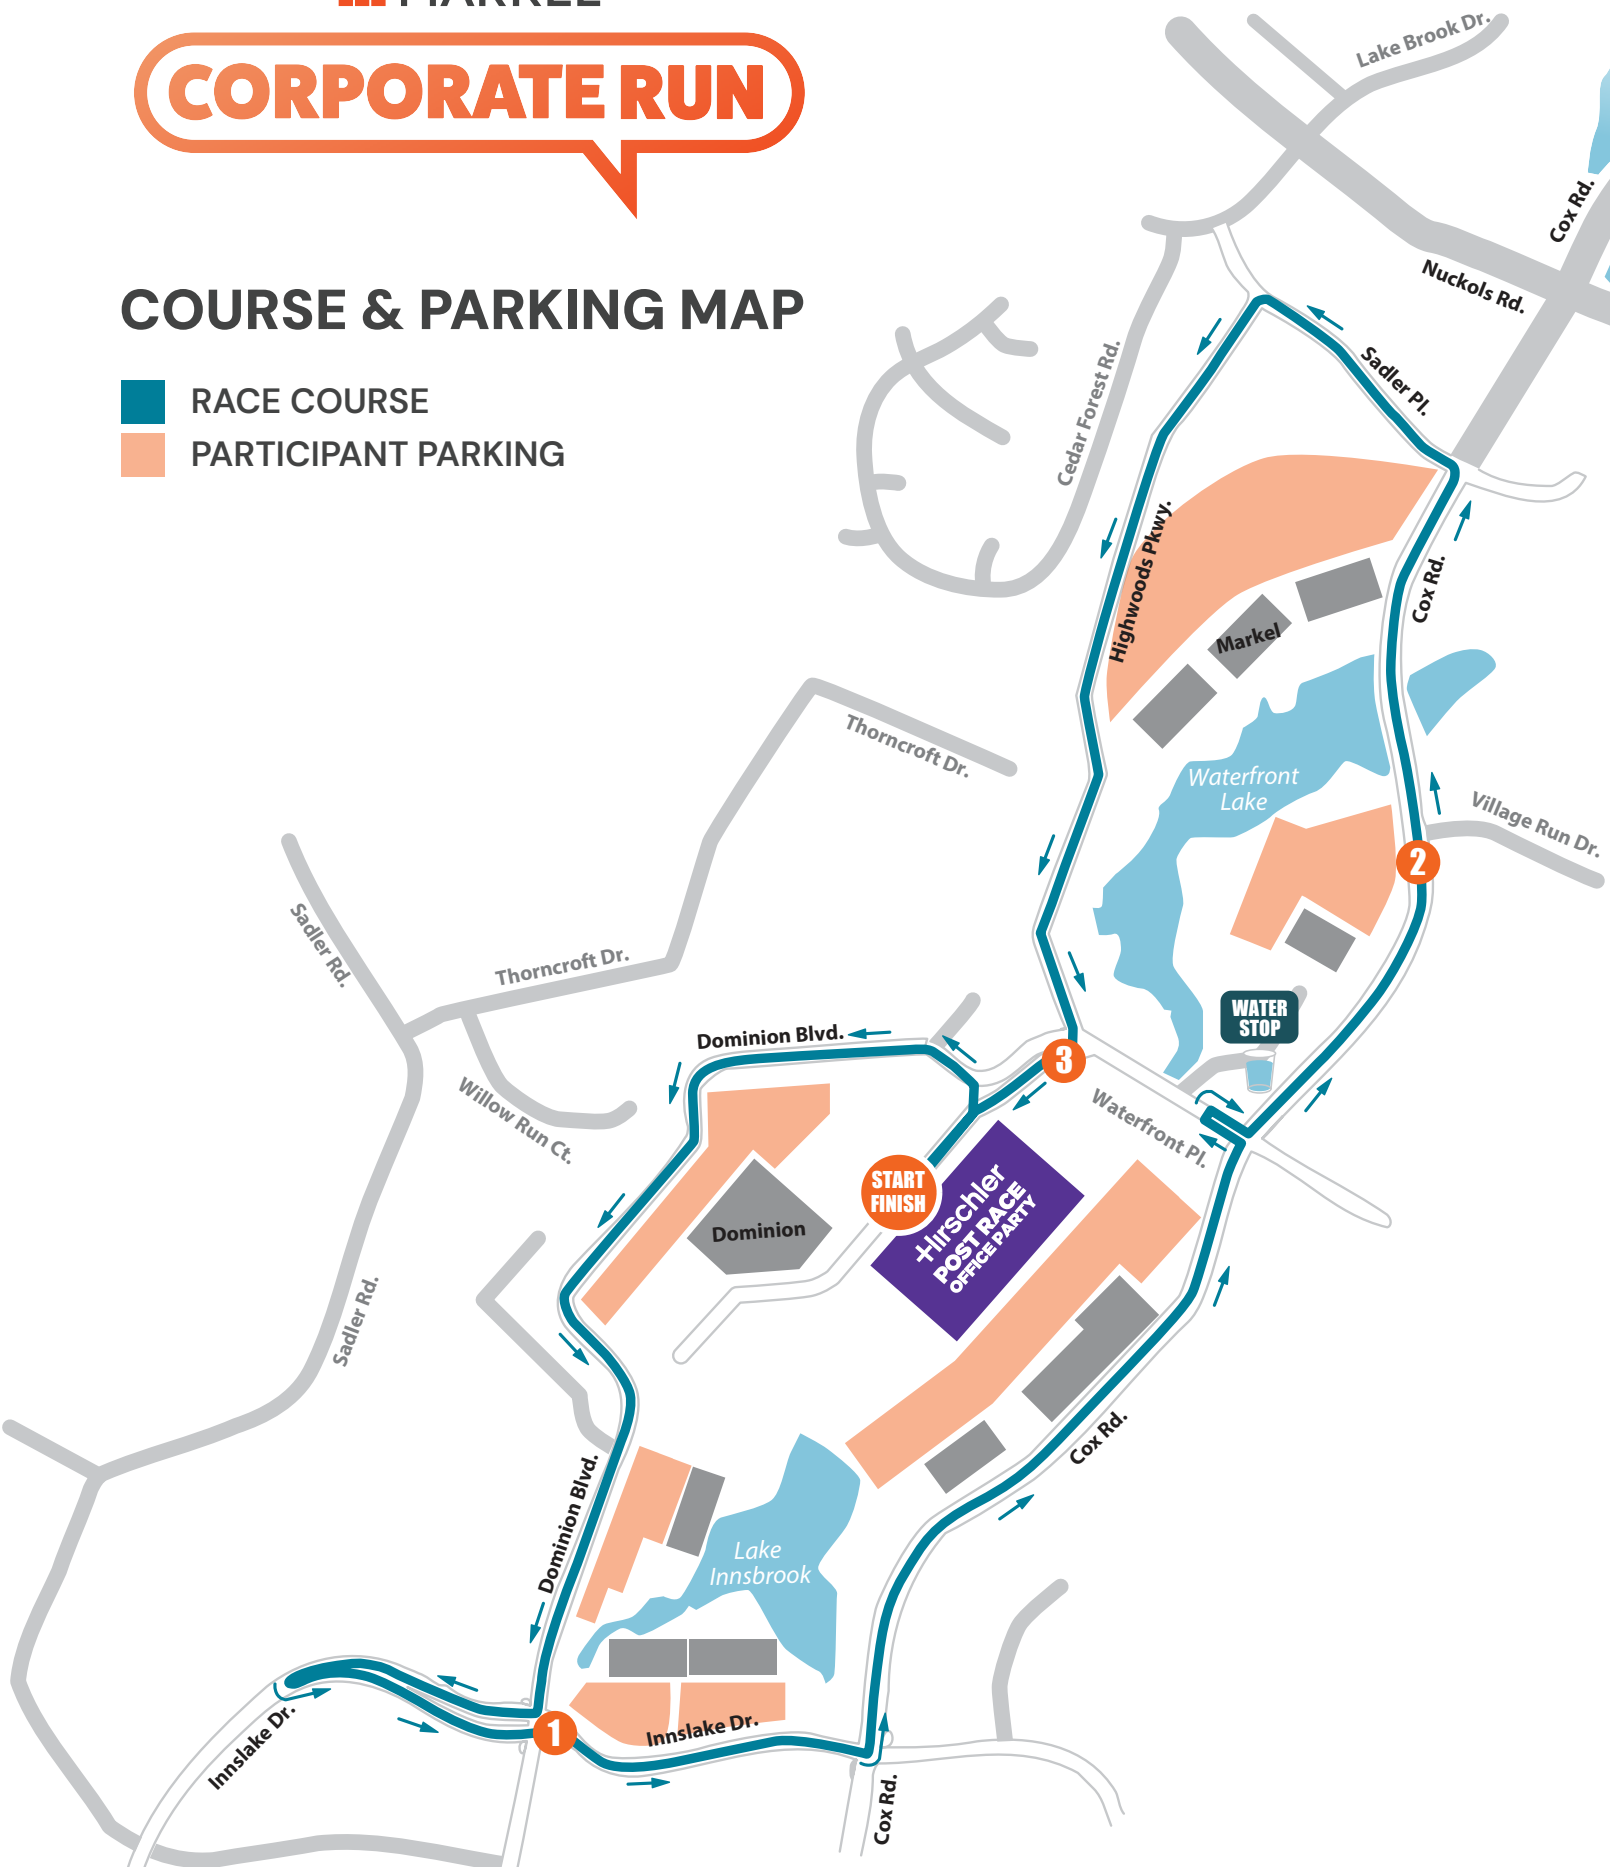 CORPORATE RUN
COURSE & PARKING MAP
RACE COURSE
PARTICIPANT PARKING
Lake Brook Dr.
Cox Rd.
Nuckols Rd.
Sadler Pl.
Cedar Forest Rd.
Highwoods Pkwy.
Cox Rd.
Markel
Thorncroft Dr.
Waterfront
Lake
Village Run Dr.
2
Sadler Rd.
Thorncroft Dr.
WATER
STOP
Dominion Blvd.
3
Willow Run Ct.
Waterfront Pl.
START
FINISH
Hirschler
POST RACE
OFFICE PARTY
Dominion
Sadler Rd.
Cox Rd.
Dominion Blvd.
Lake
Innsbrook
Innslake Dr.
1
Innslake Dr.
Cox Rd.